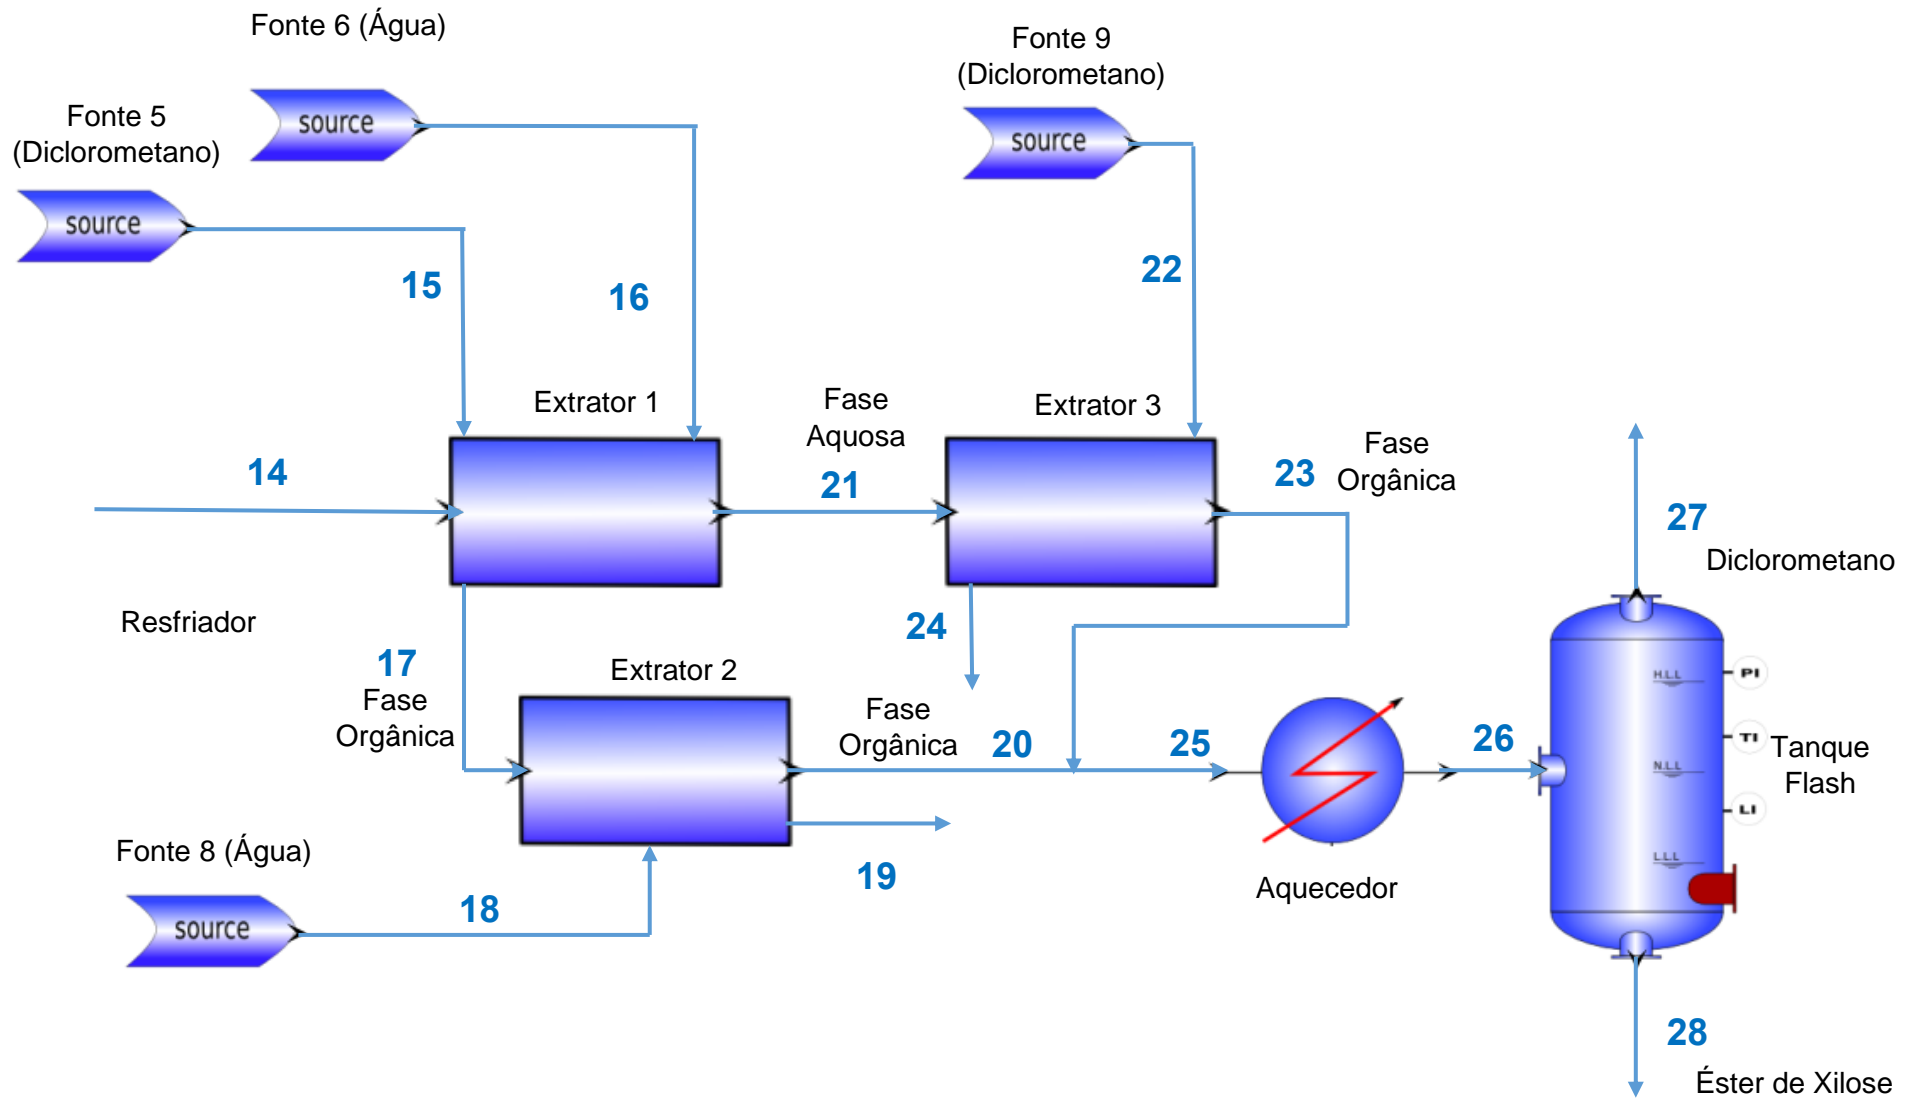 Fonte 6 (Água)
Fonte 9
(Diclorometano)
Fonte 5
(Diclorometano)
source
source
source
15
16
22
Extrator 1
Fase
Aquosa
Extrator 3
Fase
Orgânica
14
21
23
27
Diclorometano
Resfriador
24
17
Fase
Orgânica
Extrator 2
Fase
Orgânica
20
25
26
H.L.L
PI
TI
N.L.L
LI
L.L.L
Tanque
Flash
Fonte 8 (Água)
19
Aquecedor
source
18
28
Éster de Xilose